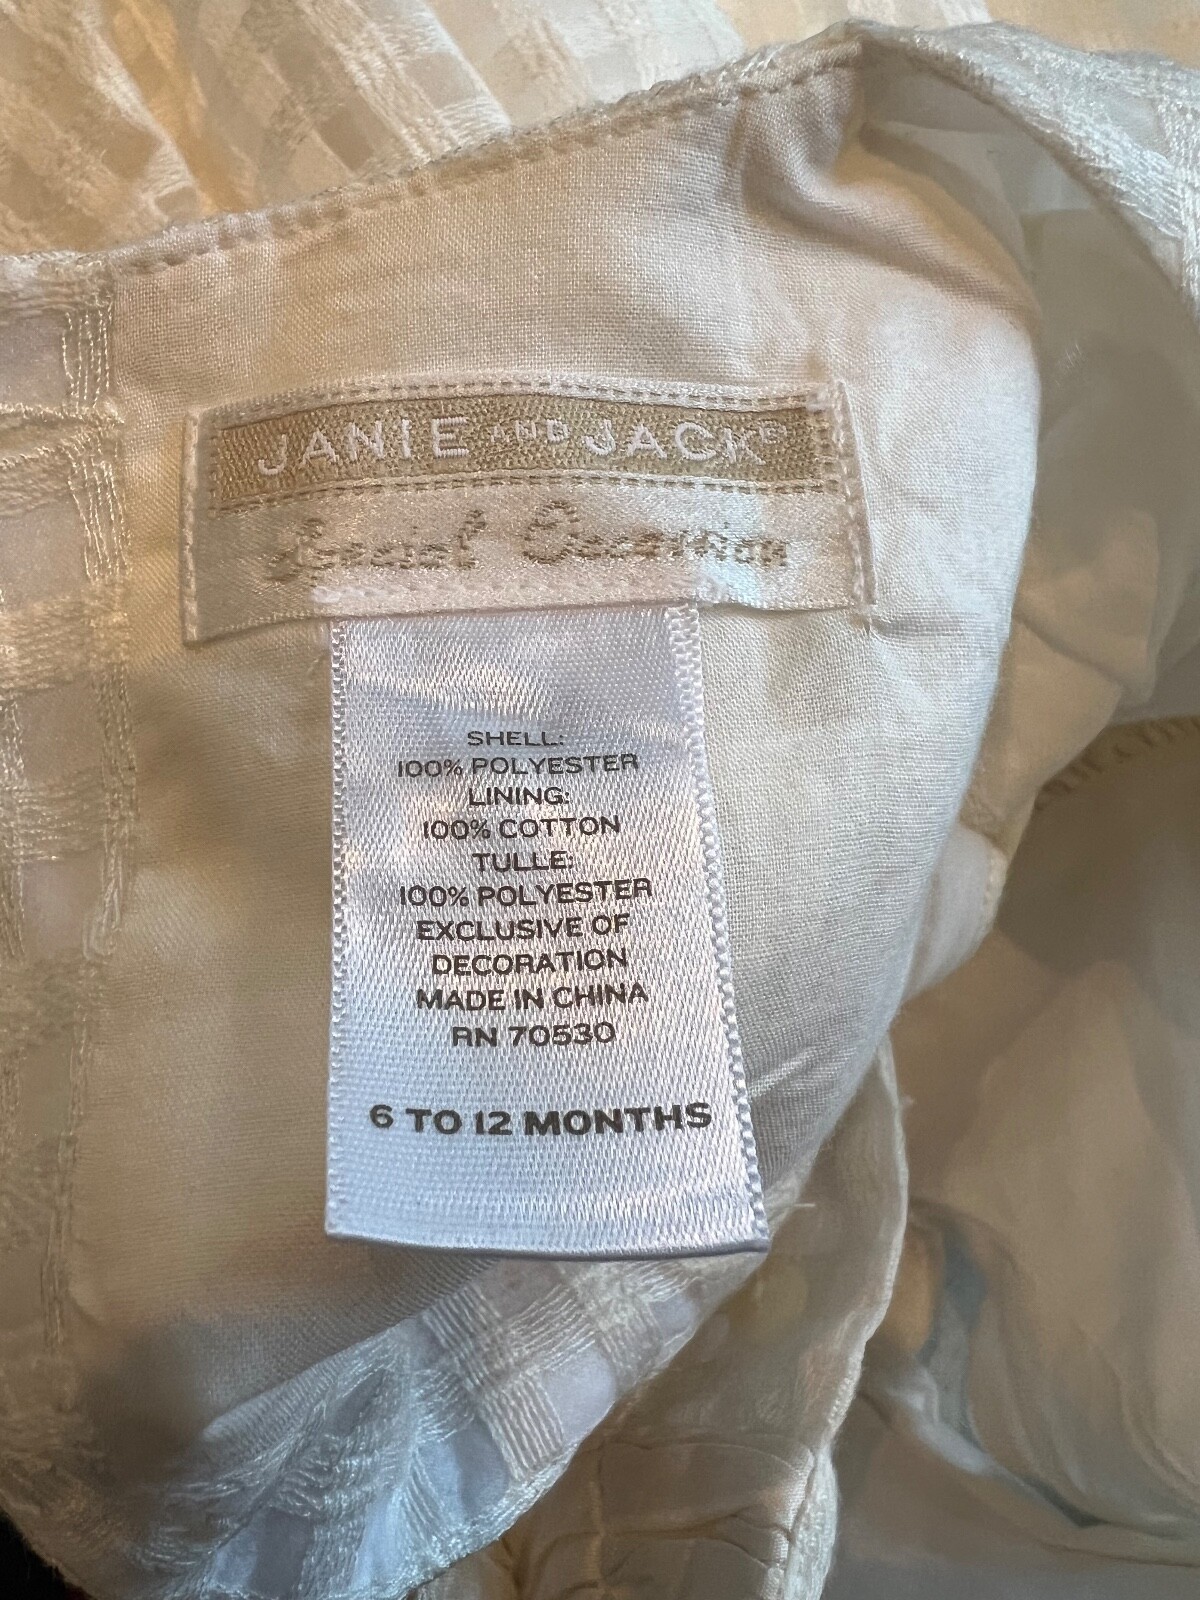 JANIE AND JACK®
Special Occasion
SHELL:
100% POLYESTER
LINING:
100% COTTON
TULLE:
100% POLYESTER
EXCLUSIVE OF
DECORATION
MADE IN CHINA
RN 70530
6 TO 12 MONTHS